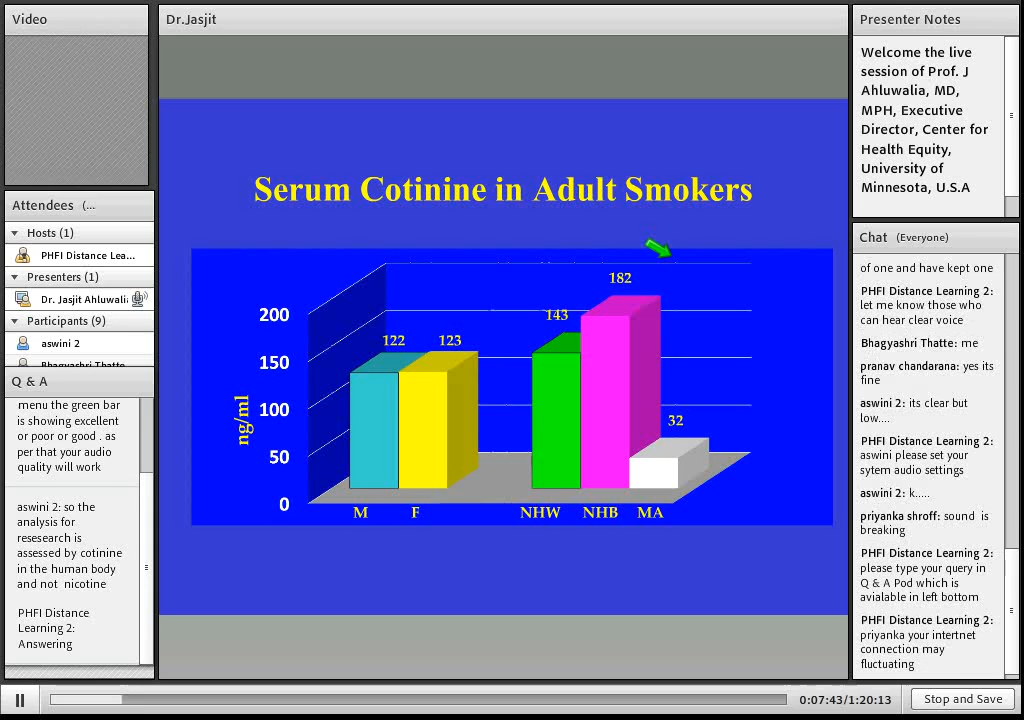 Video
Attendees (...
Hosts (1)
PHFI Distance Lea...
Presenters (1)
Dr. Jasjit Ahluwali
Participants (9)
aswini 2
Bhagyashri Thatte
Q & A
menu the green bar
is showing excellent
or poor or good . as
per that your audio
quality will work
aswini 2: so the
analysis for
resesearch is
assessed by cotinine
in the human body
and not nicotine
PHFI Distance
Learning 2:
Answering
Dr.Jasjit
Serum Cotinine in Adult Smokers
ng/ml
200
150
100
50
0
122
123
143
182
32
M
F
NHW
NHB
MA
Presenter Notes
Welcome the live
session of Prof. J
Ahluwalia, MD,
MPH, Executive
Director, Center for
Health Equity,
University of
Minnesota, U.S.A
Chat (Everyone)
of one and have kept one
PHFI Distance Learning 2:
let me know those who
can hear clear voice
Bhagyashri Thatte: me
pranav chandarana: yes its
fine
aswini 2: its clear but
low....
PHFI Distance Learning 2:
aswini please set your
sytem audio settings
aswini 2: k.....
priyanka shroff: sound is
breaking
PHFI Distance Learning 2:
please type your query in
Q & A Pod which is
avialable in left bottom
PHFI Distance Learning 2:
priyanka your intertnet
connection may
fluctuating
0:07:43/1:20:13
Stop and Save